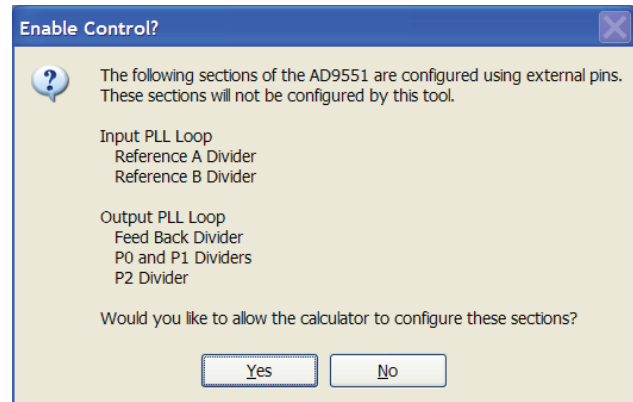 Enable Control?
The following sections of the AD9551 are configured using external pins.
These sections will not be configured by this tool.
Input PLL Loop
Reference A Divider
Reference B Divider
Output PLL Loop
Feed Back Divider
P0 and P1 Dividers
P2 Divider
Would you like to allow the calculator to configure these sections?
Yes
No